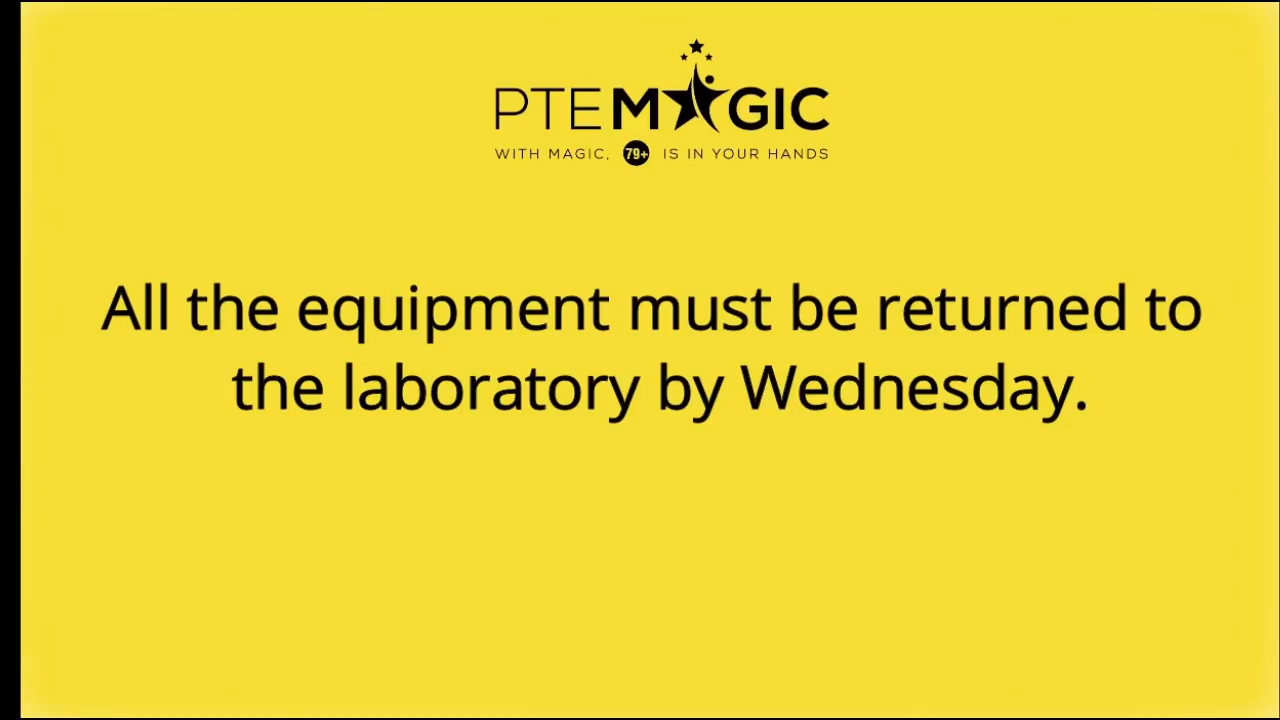 PTEMAGIC
WITH MAGIC, 79+ IS IN YOUR HANDS
All the equipment must be returned to
the laboratory by Wednesday.